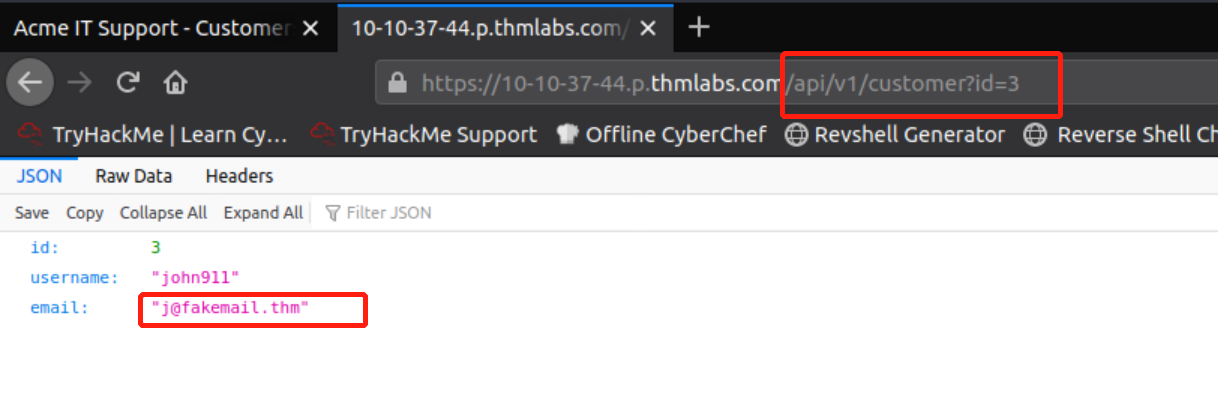 Acme IT Support - Customer
10-10-37-44.p.thmlabs.com/
https://10-10-37-44.p.thmlabs.com/api/v1/customer?id=3
TryHackMe | Learn Cy... TryHackMe Support Offline CyberChef Revshell Generator Reverse Shell Ch
JSON Raw Data Headers
Save Copy Collapse All Expand All Filter JSON
id: 3
username: "john911"
email: "j@fakemail.thm"